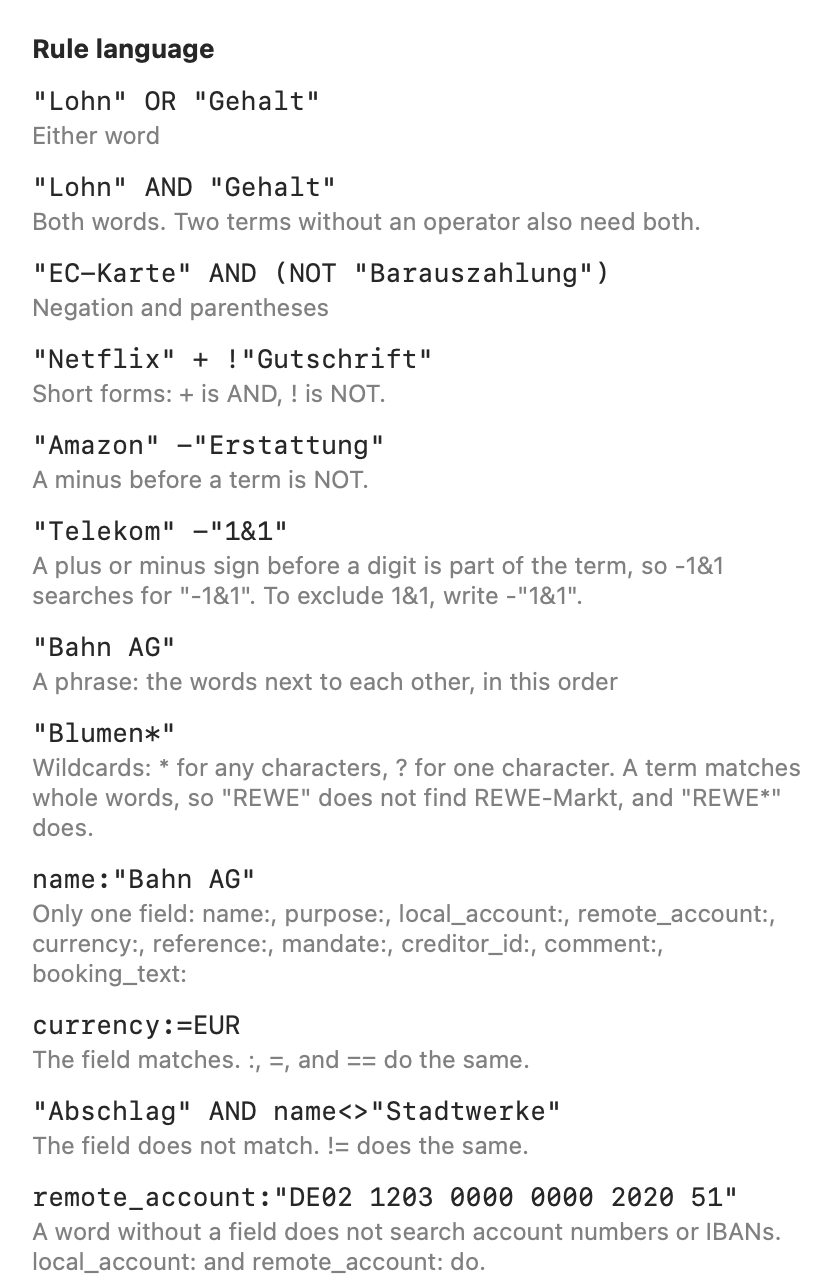 Rule language
"Lohn" OR "Gehalt"
Either word
"Lohn" AND "Gehalt"
Both words. Two terms without an operator also need both.
"EC-Karte" AND (NOT "Barauszahlung")
Negation and parentheses
"Netflix" + !"Gutschrift"
Short forms: + is AND, ! is NOT.
"Amazon" -"Erstattung"
A minus before a term is NOT.
"Telekom" -"1&1"
A plus or minus sign before a digit is part of the term, so -1&1
searches for "-1&1". To exclude 1&1, write -"1&1".
"Bahn AG"
A phrase: the words next to each other, in this order
"Blumen*"
Wildcards: * for any characters, ? for one character. A term matches
whole words, so "REWE" does not find REWE-Markt, and "REWE*"
does.
name:"Bahn AG"
Only one field: name:, purpose:, local_account:, remote_account:,
currency:, reference:, mandate:, creditor_id:, comment:,
booking_text:
currency:=EUR
The field matches. :, =, and == do the same.
"Abschlag" AND name<>"Stadtwerke"
The field does not match. != does the same.
remote_account:"DE02 1203 0000 0000 2020 51"
A word without a field does not search account numbers or IBANs.
local_account: and remote_account: do.